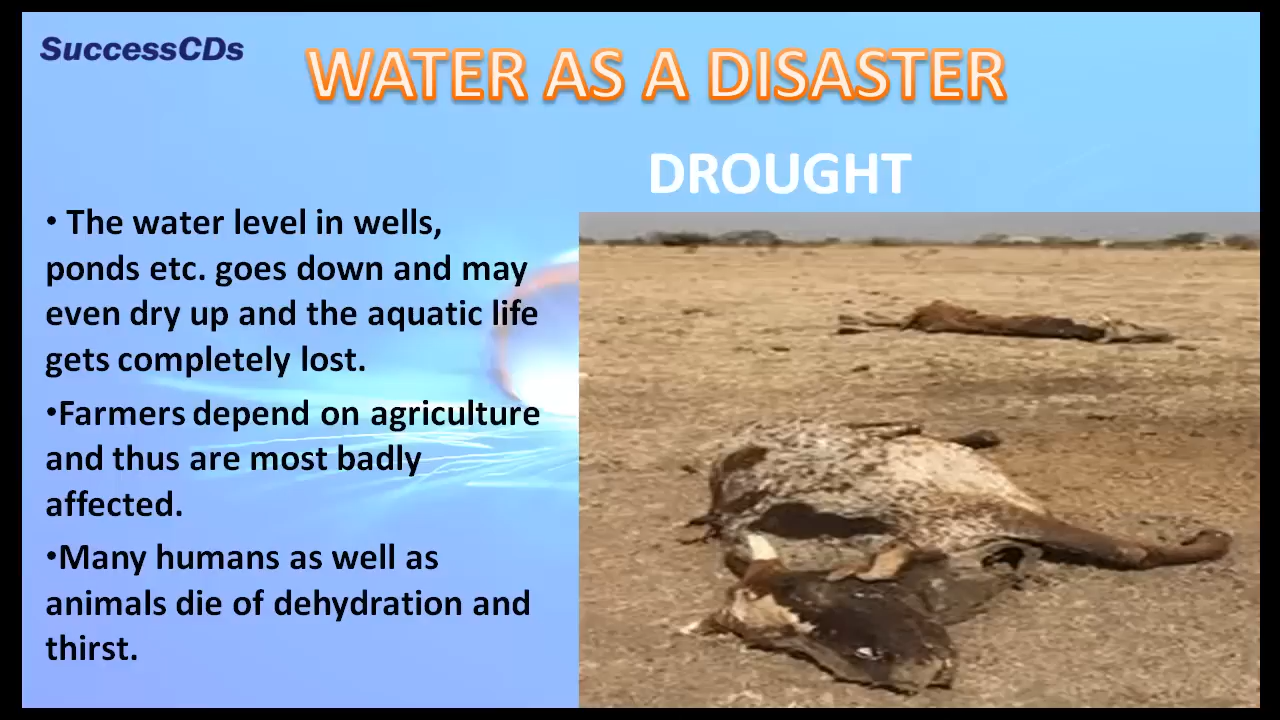 SuccessCDs
WATER AS A DISASTER
DROUGHT
• The water level in wells,
ponds etc. goes down and may
even dry up and the aquatic life
gets completely lost.
•Farmers depend on agriculture
and thus are most badly
affected.
•Many humans as well as
animals die of dehydration and
thirst.